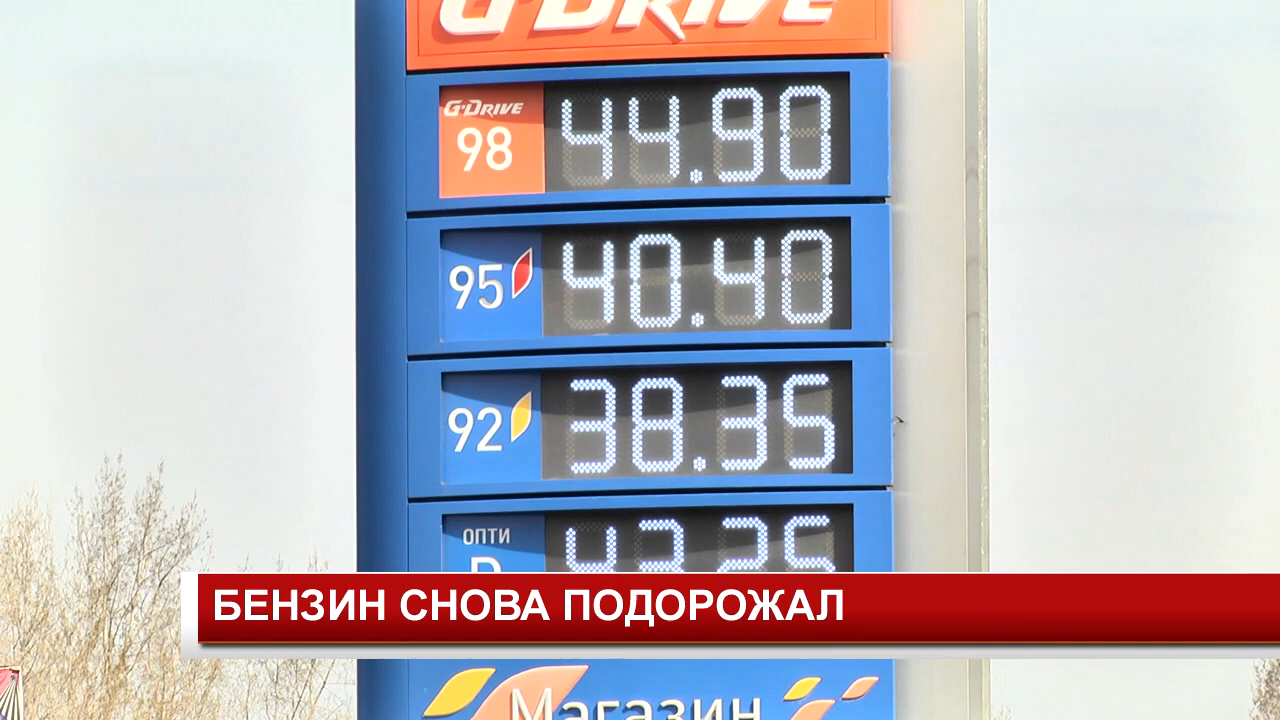 G-DRIVE
G-DRIVE
98
44.90
95
40.40
92
38.35
ОПТИ
БЕНЗИН СНОВА ПОДОРОЖАЛ
Магазин